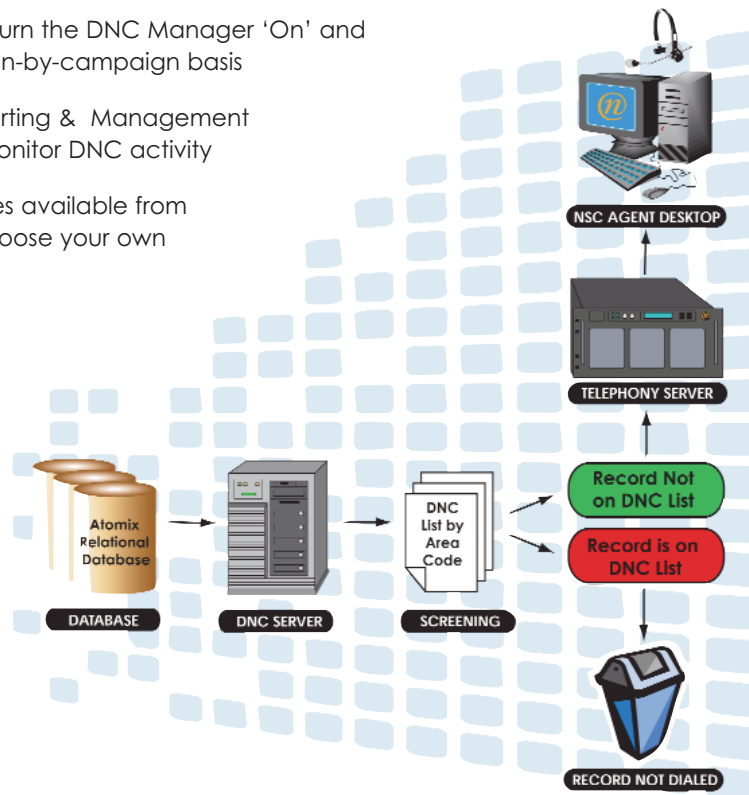 urn the DNC Manager ‘On’ and
n-by-campaign basis
rting & Management
onitor DNC activity
es available from
oose your own
n
NSC AGENT DESKTOP
TELEPHONY SERVER
Record Not
on DNC List
Record is on
DNC List
DNC
List by
Area
Code
Atomix
Relational
Database
DATABASE
DNC SERVER
SCREENING
RECORD NOT DIALED